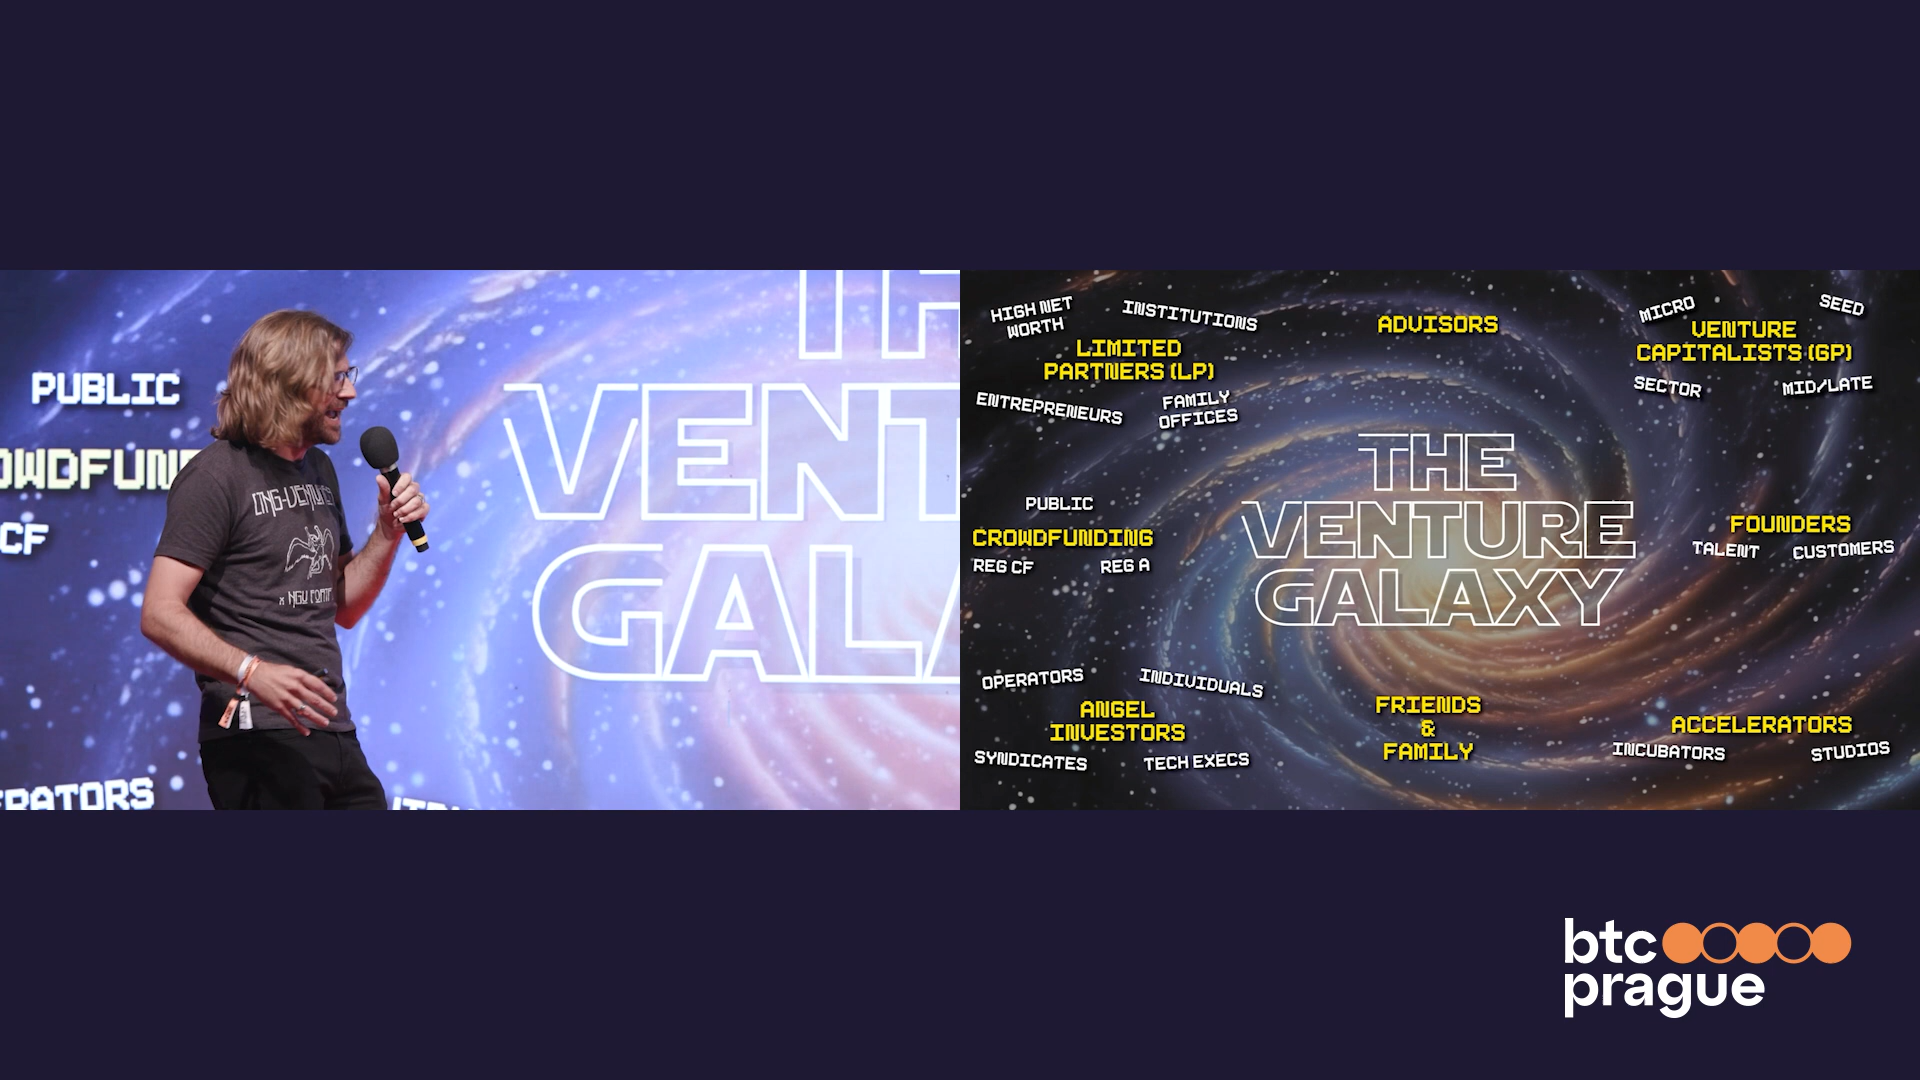 TH
VENT
GALA
PUBLIC
OWDFUND
CF
ERATORS
HIGH NET
WORTH
INSTITUTIONS
LIMITED
PARTNERS (LP)
ENTREPRENEURS
FAMILY
OFFICES
ADVISORS
MICRO
SEED
VENTURE
CAPITALISTS (GP)
SECTOR
MID/LATE
THE
VENTURE
GALAXY
PUBLIC
CROWDFUNDING
REG CF
REG A
FOUNDERS
TALENT
CUSTOMERS
OPERATORS
INDIVIDUALS
ANGEL
INVESTORS
SYNDICATES
TECH EXECS
FRIENDS
&
FAMILY
ACCELERATORS
INCUBATORS
STUDIOS
btc
prague